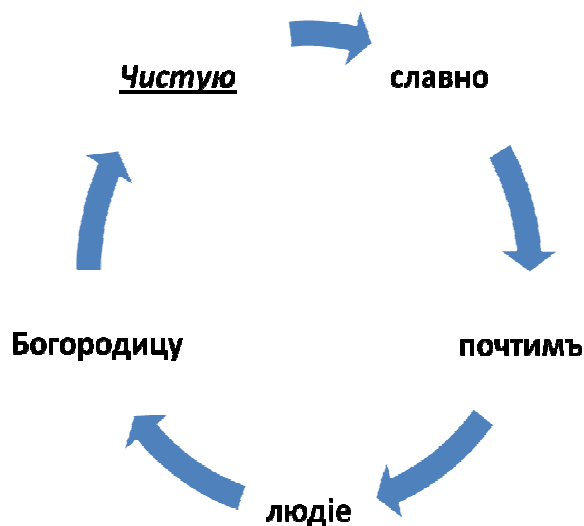 Чистую
славно
почтимъ
людіе
Богородицу